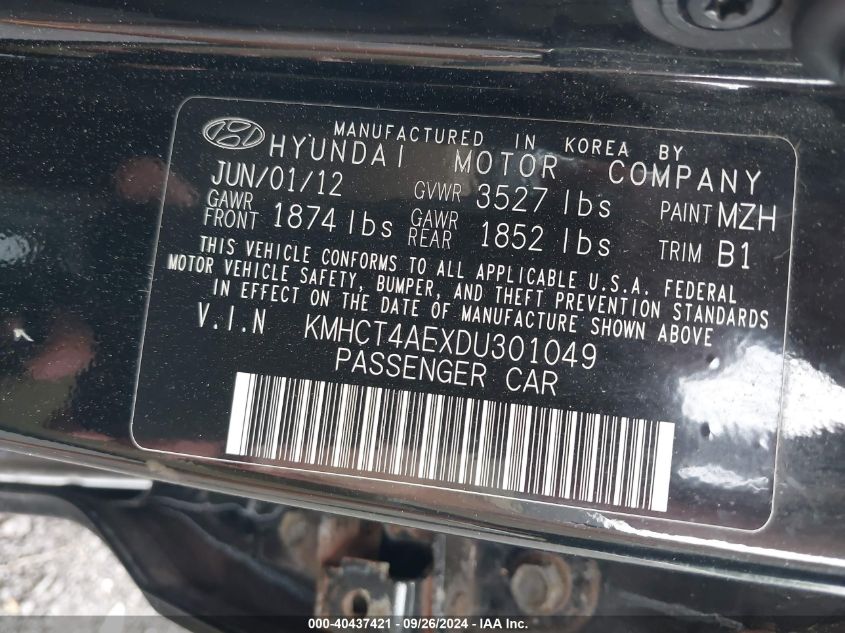 MANUFACTURED IN KOREA BY
HYUNDAI MOTOR COMPANY
JUN/01/12 GVWR 3527 lbs PAINT MZH
GAWR FRONT 1874 lbs GAWR REAR 1852 lbs TRIM B1
THIS VEHICLE CONFORMS TO ALL APPLICABLE U.S.A. FEDERAL
MOTOR VEHICLE SAFETY, BUMPER, AND THEFT PREVENTION STANDARDS
IN EFFECT ON THE DATE OF MANUFACTURE SHOWN ABOVE
V.I.N KMHCT4AEXDU301049
PASSENGER CAR
000-40437421 - 09/26/2024 - IAA Inc.